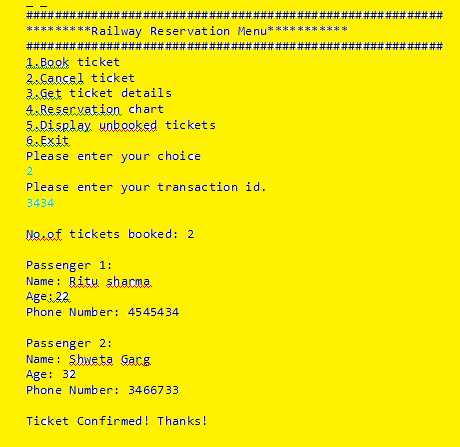 ##########################################################
*********Railway Reservation Menu***********
##########################################################
1.Book ticket
2.Cancel ticket
3.Get ticket details
4.Reservation chart
5.Display unbooked tickets
6.Exit
Please enter your choice
2
Please enter your transaction id.
3434
No.of tickets booked: 2
Passenger 1:
Name: Ritu sharma
Age:22
Phone Number: 4545434
Passenger 2:
Name: Shweta Garg
Age: 32
Phone Number: 3466733
Ticket Confirmed! Thanks!